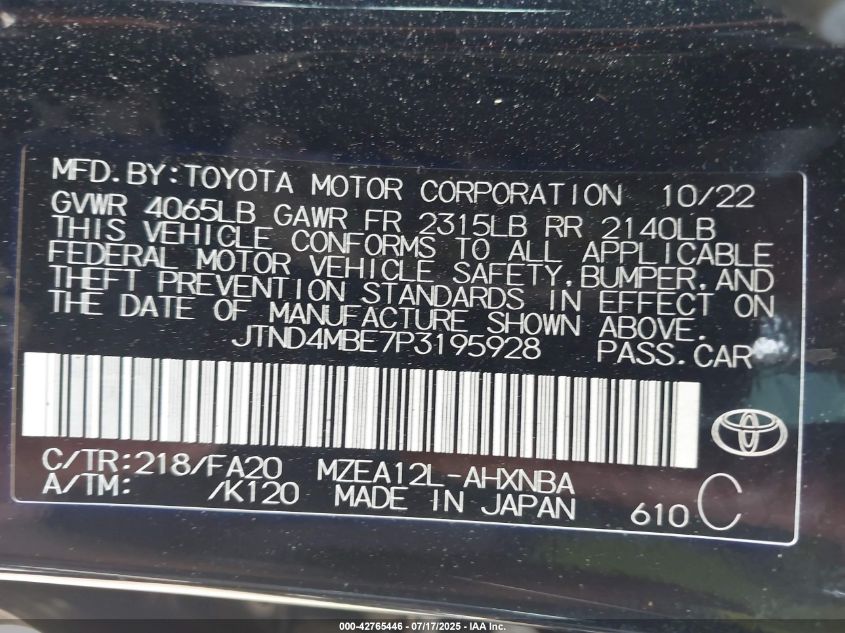 MFD.BY:TOYOTA MOTOR CORPORATION 10/22
GVWR 4065LB GAWR FR 2315LB RR 2140LB
THIS VEHICLE CONFORMS TO ALL APPLICABLE
FEDERAL MOTOR VEHICLE SAFETY,BUMPER,AND
THEFT PREVENTION STANDARDS IN EFFECT ON
THE DATE OF MANUFACTURE SHOWN ABOVE.
JTND4MBE7P3195928 PASS.CAR
C/TR:218/FA20 MZEA12L-AHXNBA
A/TM: /K120 MADE IN JAPAN 610 C
000-42765446 - 07/17/2025 - IAA Inc.